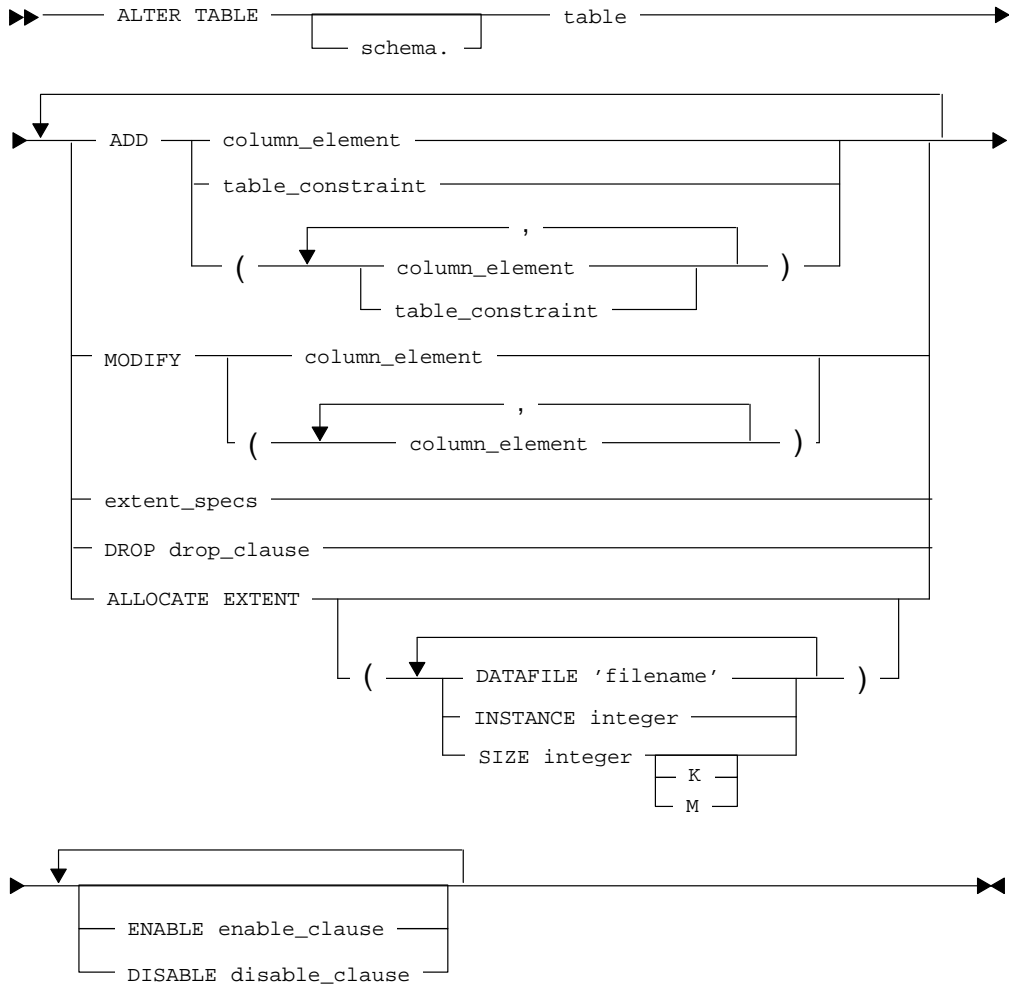 ALTER TABLE table
schema.
ADD column_element
table_constraint
,
( column_element )
table_constraint
MODIFY column_element
,
( column_element )
extent_specs
DROP drop_clause
ALLOCATE EXTENT
( DATAFILE 'filename' )
INSTANCE integer
SIZE integer
K
M
ENABLE enable_clause
DISABLE disable_clause